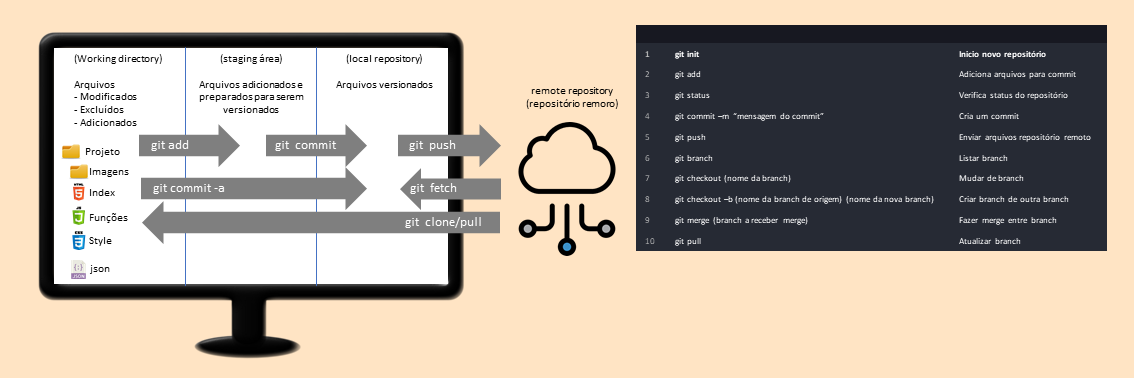 (Working directory)
Arquivos
- Modificados
- Excluídos
- Adicionados
(staging área)
Arquivos adicionados e
preparados para serem
versionados
(local repository)
Arquivos versionados
git add
git commit
git push
git commit -a
git fetch
git clone/pull
Projeto
Imagens
HTML
5
Index
JS
Funções
CSS
3
Style
{:}
JSON
json
remote repository
(repositório remoro)
1 git init Inicio novo repositório
2 git add Adiciona arquivos para commit
3 git status Verifica status do repositório
4 git commit –m “mensagem do commit” Cria um commit
5 git push Enviar arquivos repositório remoto
6 git branch Listar branch
7 git checkout (nome da branch) Mudar de branch
8 git checkout –b (nome da branch de origem) (nome da nova branch) Criar branch de outra branch
9 git merge (branch a receber merge) Fazer merge entre branch
10 git pull Atualizar branch